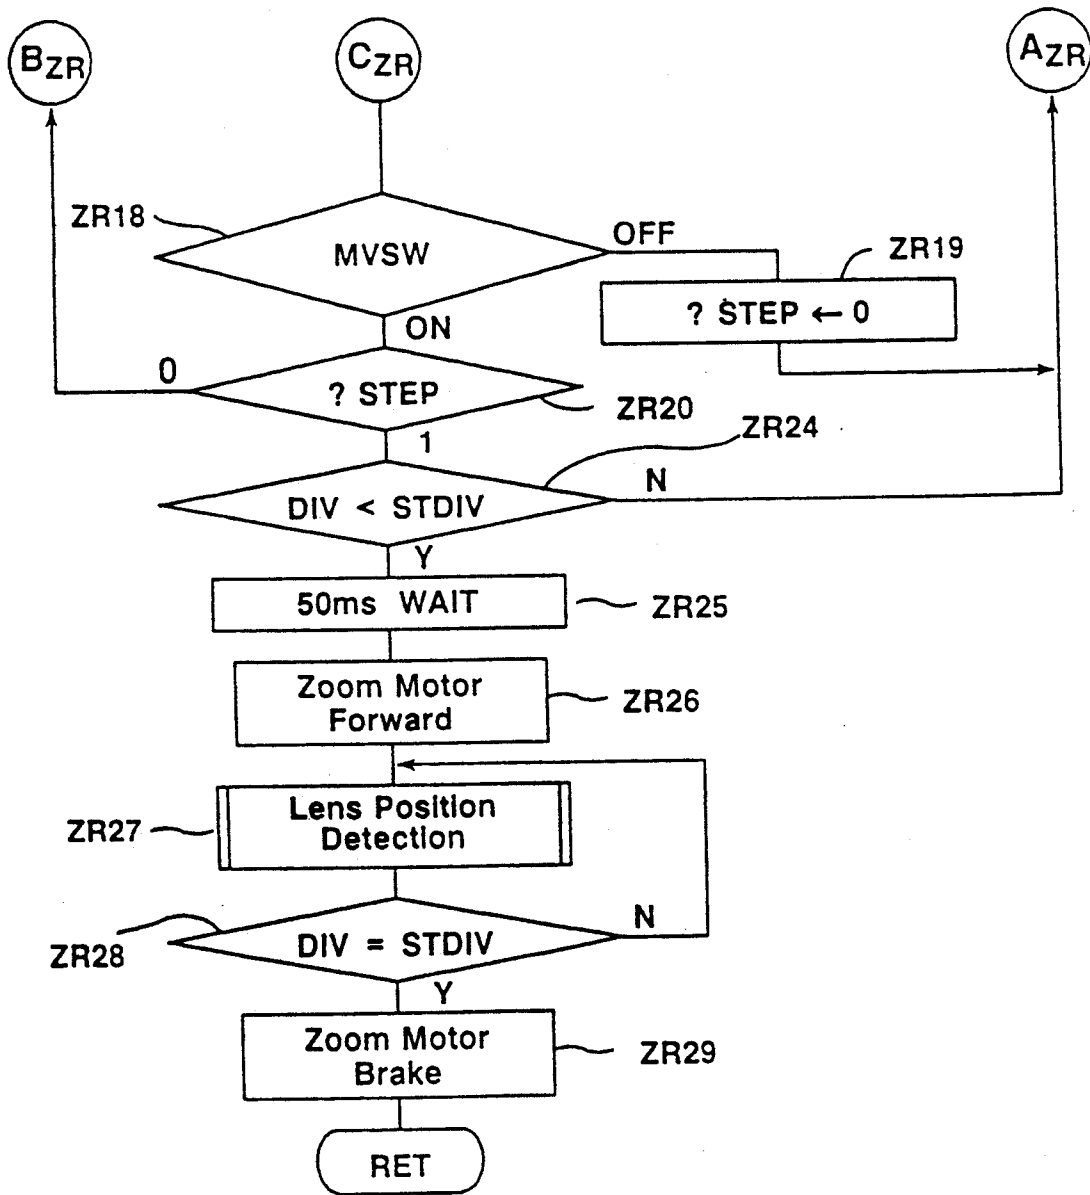 BZR
CZR
AZR
ZR18
MVSW
OFF
ZR19
? STEP ← 0
ON
0
? STEP
ZR20
1
ZR24
DIV < STDIV
N
Y
50ms WAIT
ZR25
Zoom Motor
Forward
ZR26
Lens Position
Detection
ZR27
ZR28
DIV = STDIV
N
Y
Zoom Motor
Brake
ZR29
RET